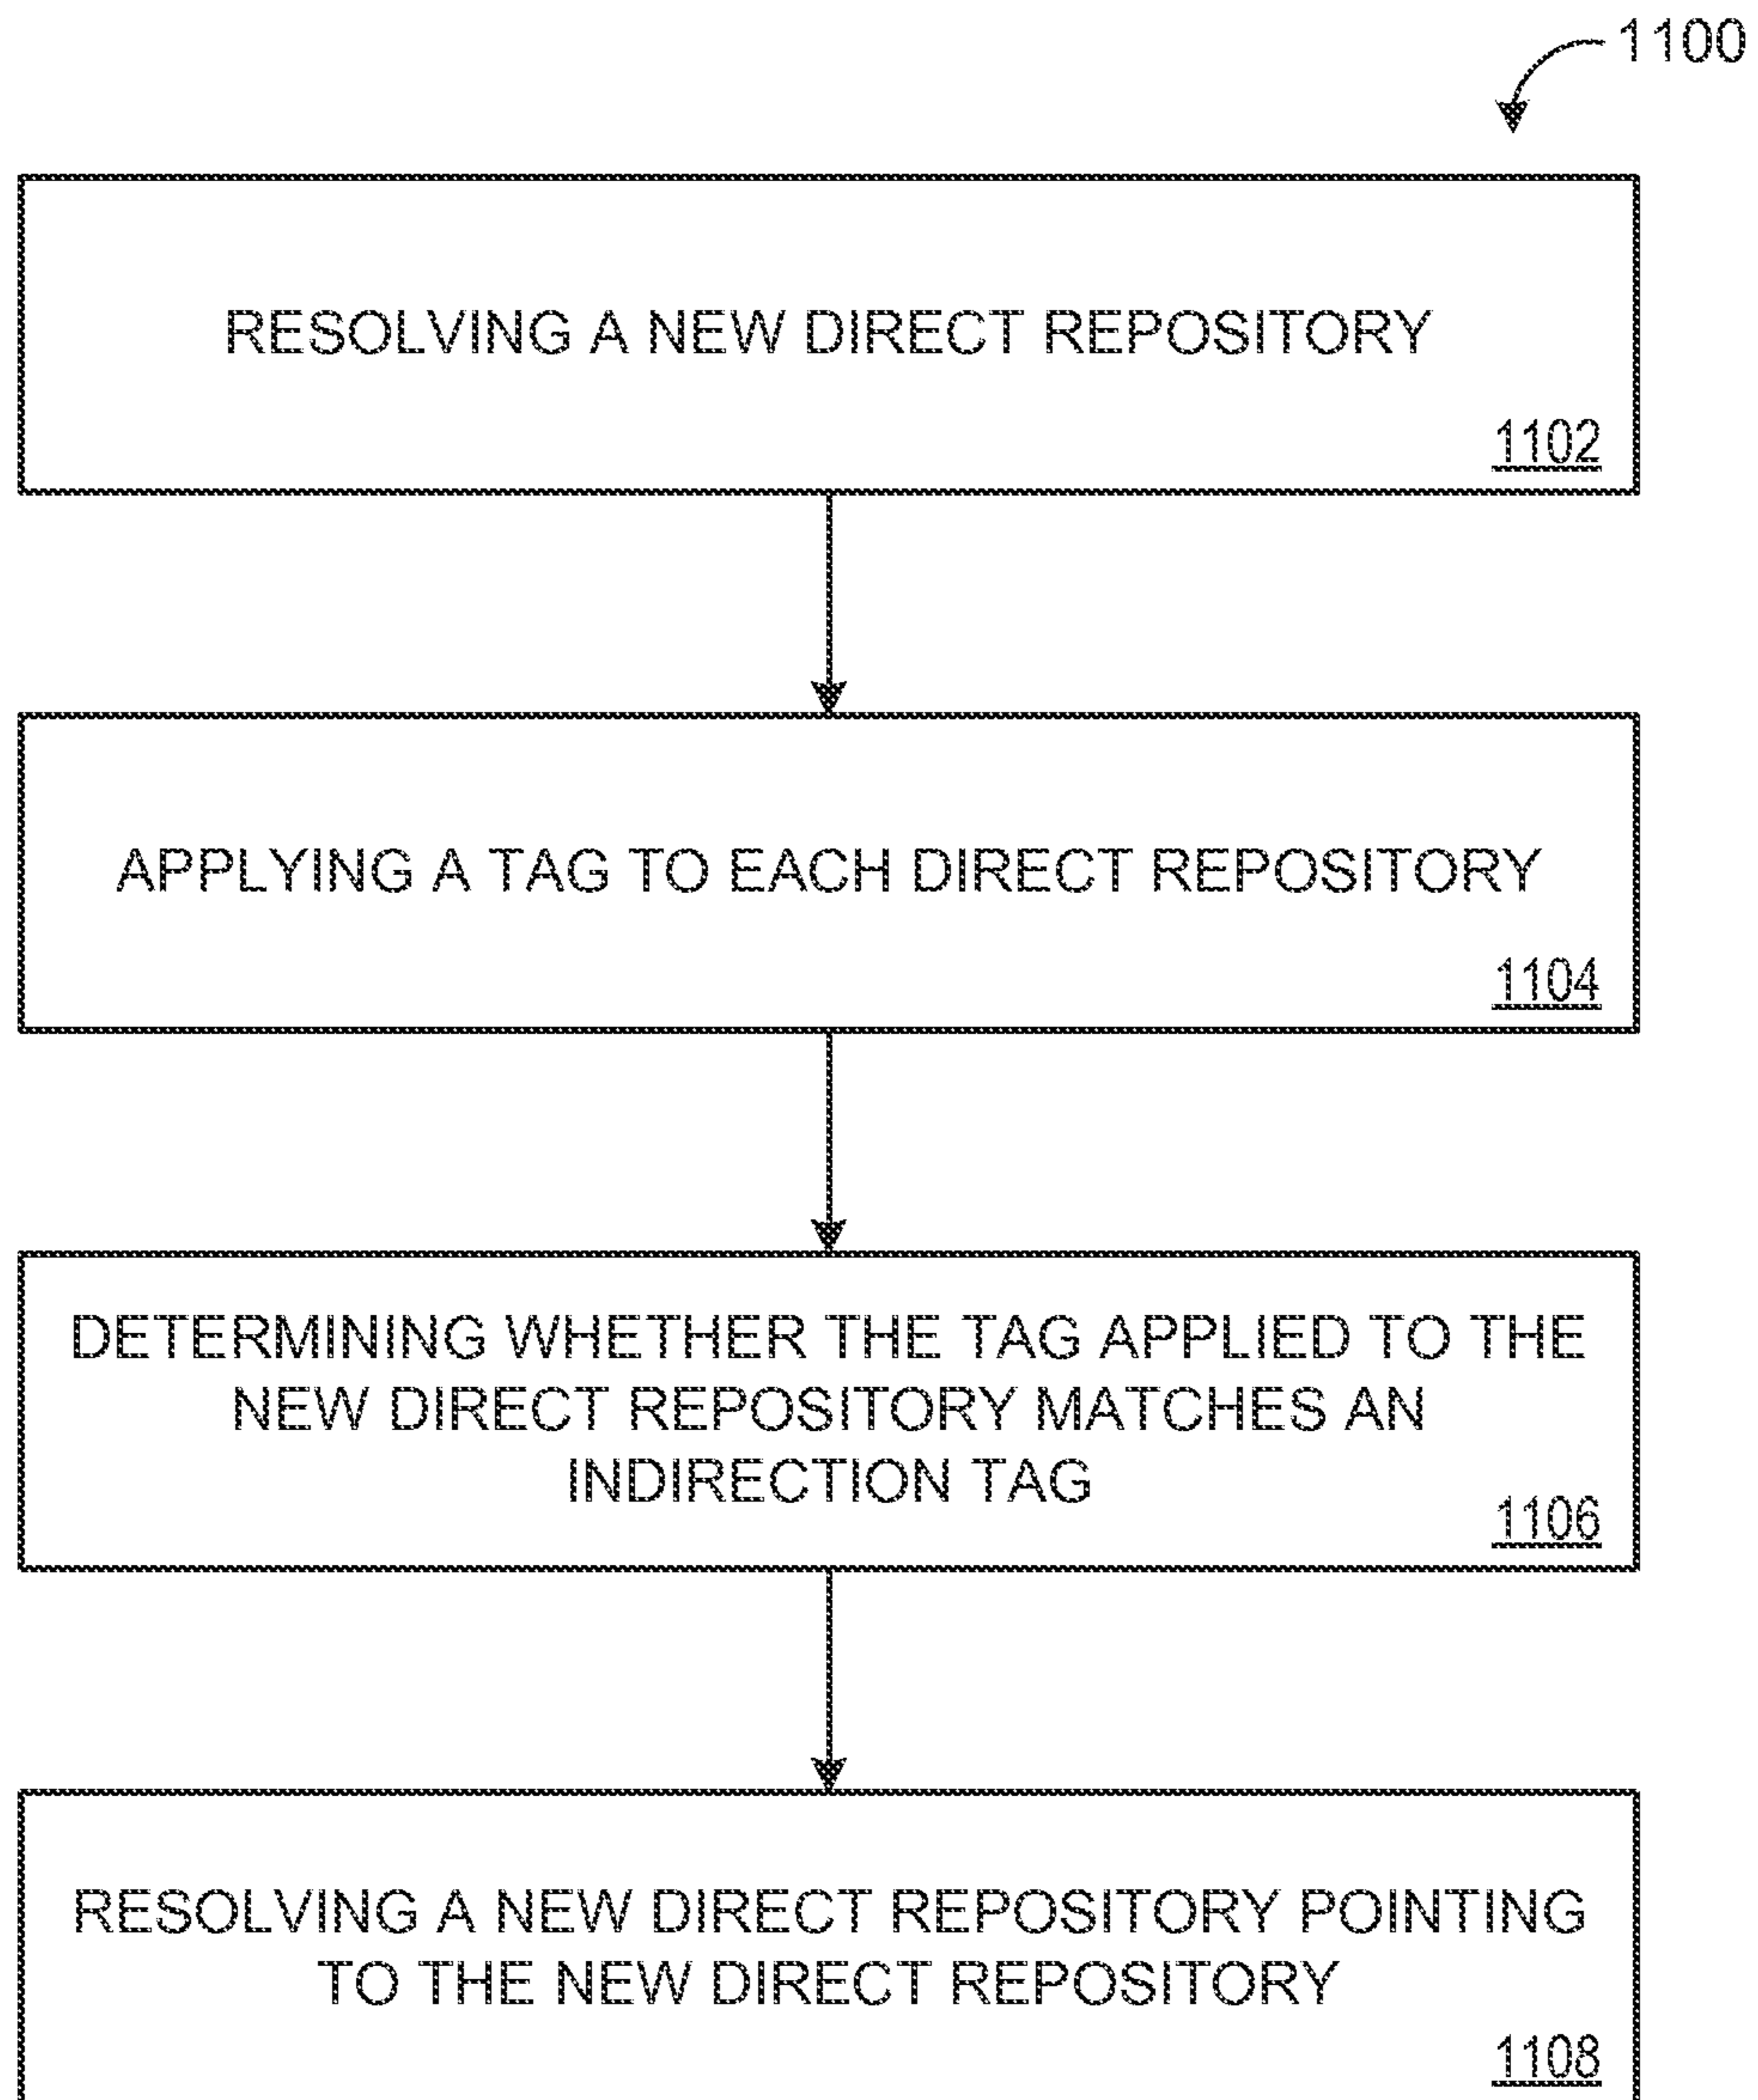 1100
RESOLVING A NEW DIRECT REPOSITORY
1102
APPLYING A TAG TO EACH DIRECT REPOSITORY
1104
DETERMINING WHETHER THE TAG APPLIED TO THE
NEW DIRECT REPOSITORY MATCHES AN
INDIRECTION TAG
1106
RESOLVING A NEW DIRECT REPOSITORY POINTING
TO THE NEW DIRECT REPOSITORY
1108